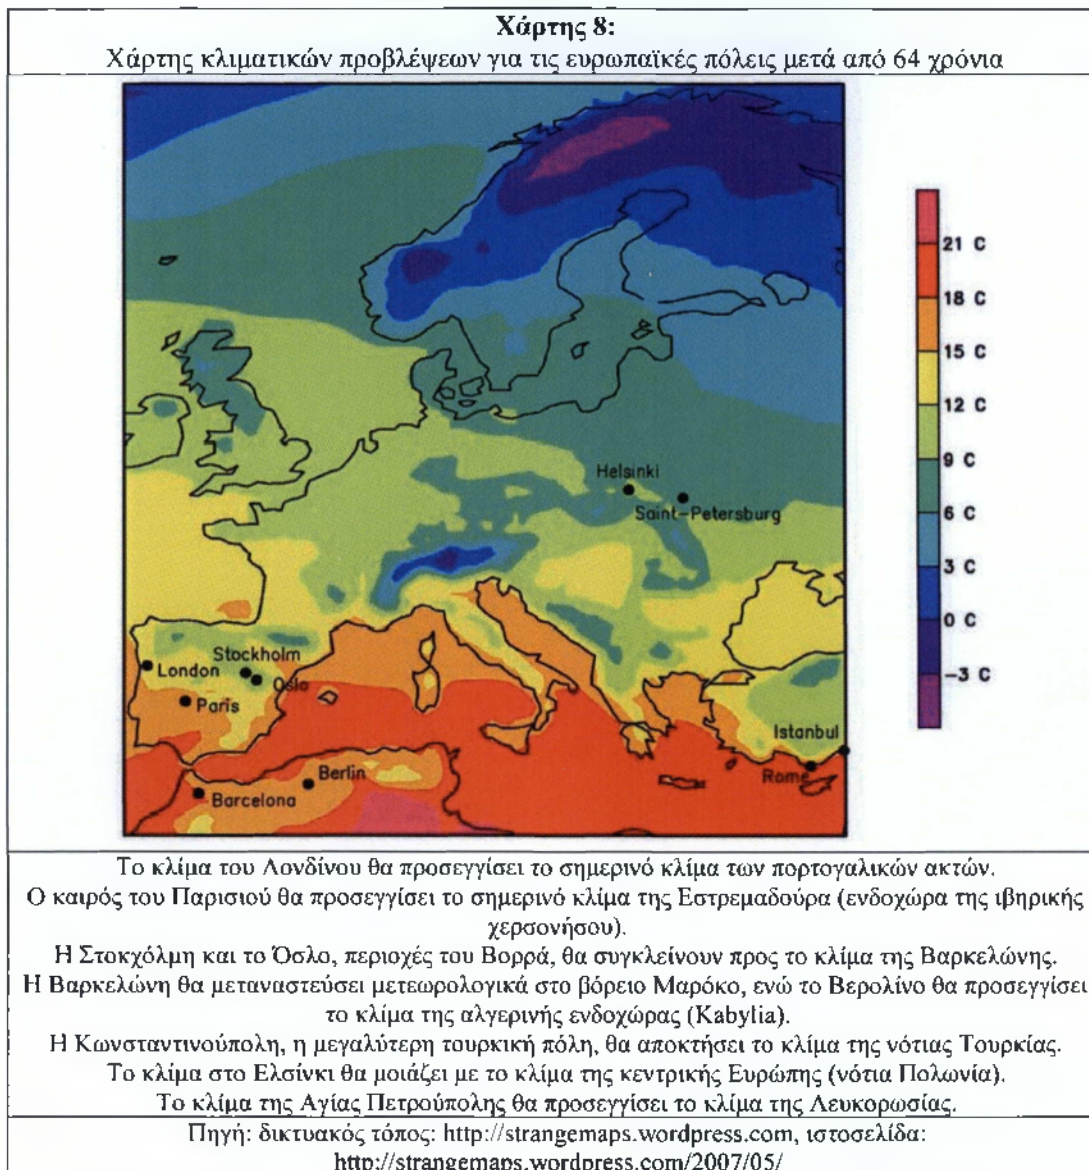 Χάρτης 8:
Χάρτης κλιματικών προβλέψεων για τις ευρωπαϊκές πόλεις μετά από 64 χρόνια
21 C
18 C
15 C
12 C
9 C
6 C
3 C
0 C
-3 C
Helsinki
Saint-Petersburg
Stockholm
London
Oslo
Paris
Istanbul
Rome
Berlin
Barcelona
Το κλίμα του Λονδίνου θα προσεγγίσει το σημερινό κλίμα των πορτογαλικών ακτών.
Ο καιρός του Παρισιού θα προσεγγίσει το σημερινό κλίμα της Εστρεμαδούρα (ενδοχώρα της ιβηρικής
χερσονήσου).
Η Στοκχόλμη και το Όσλο, περιοχές του Βορρά, θα συγκλείνουν προς το κλίμα της Βαρκελώνης.
Η Βαρκελώνη θα μεταναστεύσει μετεωρολογικά στο βόρειο Μαρόκο, ενώ το Βερολίνο θα προσεγγίσει
το κλίμα της αλγερινής ενδοχώρας (Kabylia).
Η Κωνσταντινούπολη, η μεγαλύτερη τουρκική πόλη, θα αποκτήσει το κλίμα της νότιας Τουρκίας.
Το κλίμα στο Ελσίνκι θα μοιάζει με το κλίμα της κεντρικής Ευρώπης (νότια Πολωνία).
Το κλίμα της Αγίας Πετρούπολης θα προσεγγίσει το κλίμα της Λευκορωσίας.
Πηγή: δικτυακός τόπος: http://strangemaps.wordpress.com, ιστοσελίδα:
http://strangemaps.wordpress.com/2007/05/